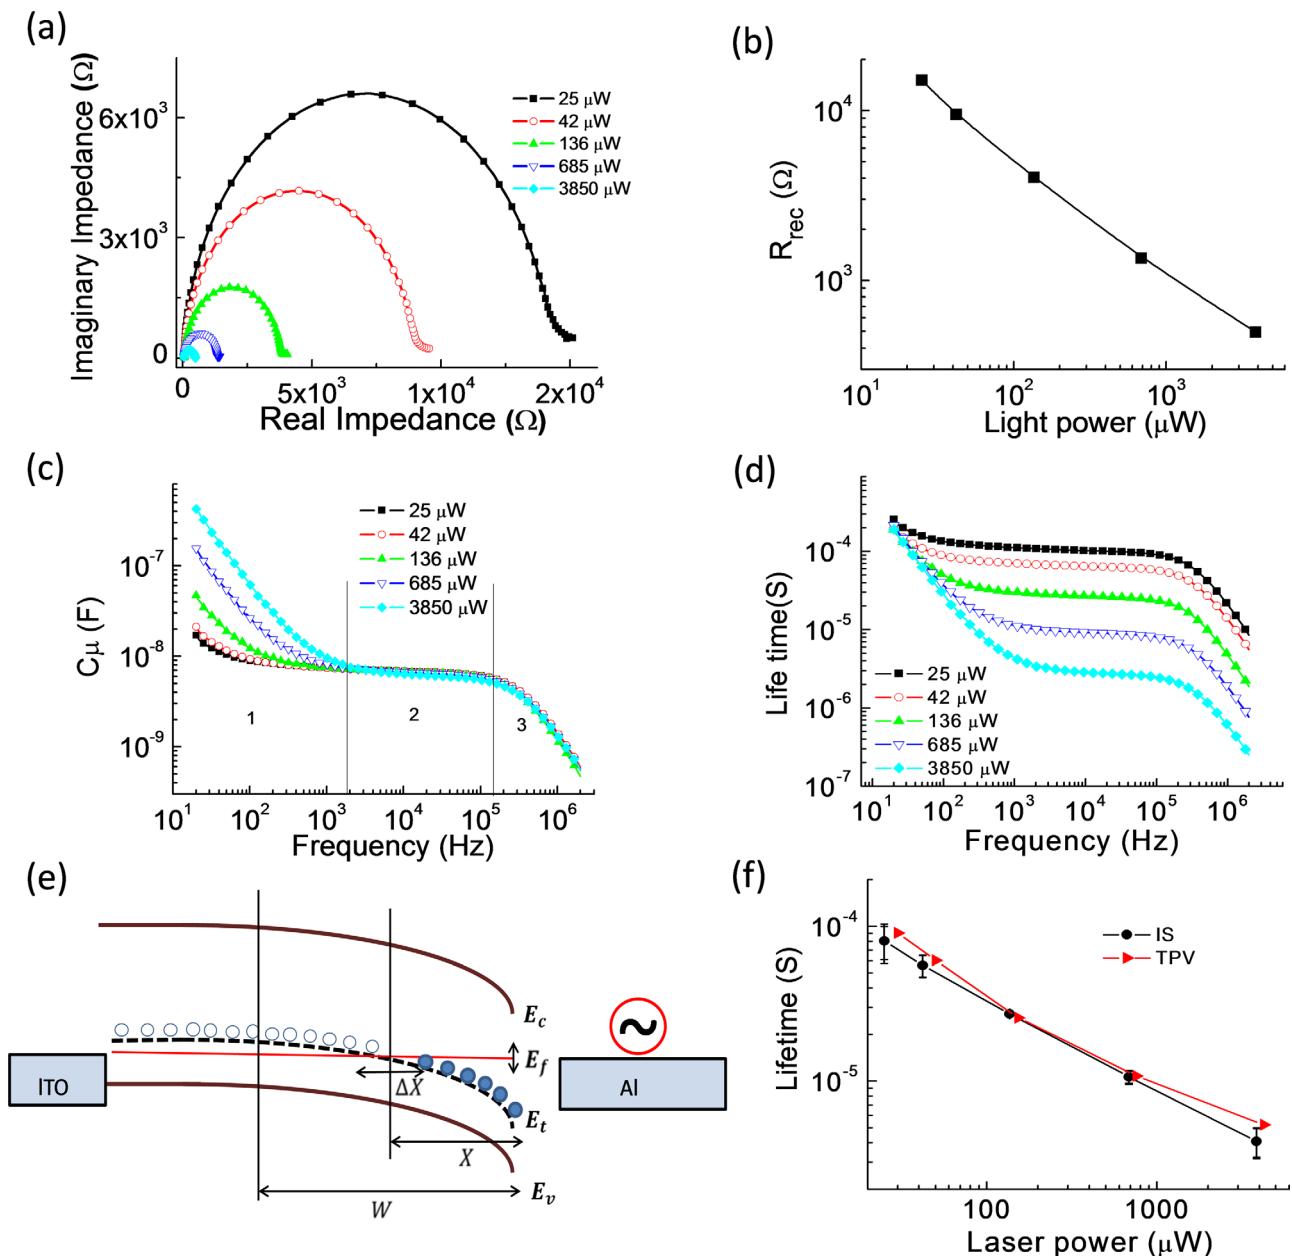 (a)
Imaginary Impedance (Ω)
6x10³
3x10³
0
25 μW
42 μW
136 μW
685 μW
3850 μW
0 5x10³ 1x10⁴ 2x10⁴
Real Impedance (Ω)
(b)
R_rec (Ω)
10⁴
10³
10¹ 10² 10³
Light power (μW)
(c)
Cμ (F)
10⁻⁷
10⁻⁸
10⁻⁹
25 μW
42 μW
136 μW
685 μW
3850 μW
1 2 3
10¹ 10² 10³ 10⁴ 10⁵ 10⁶
Frequency (Hz)
(d)
Life time(S)
10⁻⁴
10⁻⁵
10⁻⁶
10⁻⁷
25 μW
42 μW
136 μW
685 μW
3850 μW
10¹ 10² 10³ 10⁴ 10⁵ 10⁶
Frequency (Hz)
(e)
E_c
E_f
ITO
ΔX
Al
E_t
X
E_v
W
(f)
Lifetime (S)
10⁻⁴
10⁻⁵
IS
TPV
100 1000
Laser power (μW)